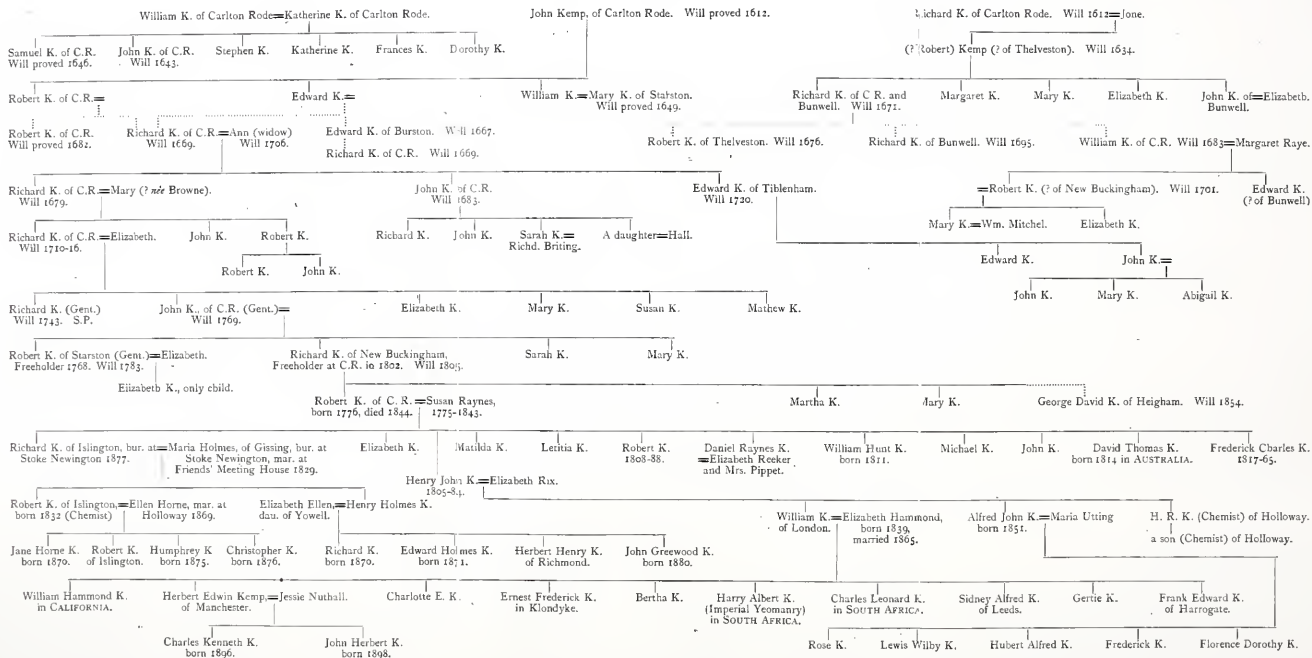 William K. of Carlton Rode=Katherine K. of Carlton Rode.
John Kemp, of Carlton Rode. Will proved 1612.
Richard K. of Carlton Rode. Will 1612=Jone.
Samuel K. of C.R.
Will proved 1646.
John K. of C.R.
Will 1643.
Stephen K.
Katherine K.
Frances K.
Dorothy K.
(? Robert) Kemp (? of Thelveston). Will 1634.
Robert K. of C.R.=
Edward K.=
William K.=Mary K. of Starston.
Will proved 1649.
Richard K. of C R. and
Bunwell. Will 1671.
Margaret K.
Mary K.
Elizabeth K.
John K. of=Elizabeth.
Bunwell.
Robert K. of C.R.
Will proved 1682.
Richard K. of C.R.=Ann (widow)
Will 1669. Will 1706.
Edward K. of Burston. Will 1667.
Richard K. of C.R. Will 1669.
Robert K. of Thelveston. Will 1676.
Richard K. of Bunwell. Will 1695.
William K. of C.R. Will 1683=Margaret Raye.
Richard K. of C.R.=Mary (? née Browne).
Will 1679.
John K. of C.R.
Will 1683.
Edward K. of Tiblenham.
Will 1720.
=Robert K. (? of New Buckingham). Will 1701.
Edward K.
(? of Bunwell)
Mary K.=Wm. Mitchel.
Elizabeth K.
Richard K. of C.R.=Elizabeth.
Will 1710-16.
John K.
Robert K.
Richard K.
John K.
Sarah K.=
Richd. Briting.
A daughter=Hall.
Edward K.
John K.=
Robert K.
John K.
John K.
Mary K.
Abigail K.
Richard K. (Gent.)
Will 1743. S.P.
John K., of C.R. (Gent.)=
Will 1769.
Elizabeth K.
Mary K.
Susan K.
Mathew K.
Robert K. of Starston (Gent.)=Elizabeth.
Freeholder 1768. Will 1783.
Richard K. of New Buckingham,
Freeholder at C.R. in 1802. Will 1805.
Sarah K.
Mary K.
Elizabeth K., only child.
Robert K. of C. R.=Susan Raynes,
born 1776, died 1844. 1775-1843.
Martha K.
Mary K.
George David K. of Heigham. Will 1854.
Richard K. of Islington, bur. at=Maria Holmes, of Gissing, bur. at
Stoke Newington 1877. Stoke Newington, mar. at
Friends' Meeting House 1829.
Elizabeth K.
Matilda K.
Letitia K.
Robert K.
1808-88.
Daniel Raynes K.
=Elizabeth Reeker
and Mrs. Pippet.
William Hunt K.
born 1811.
Michael K.
John K.
David Thomas K.
born 1814 in AUSTRALIA.
Frederick Charles K.
1817-65.
Henry John K.=Elizabeth Rix.
1805-84.
Robert K. of Islington,=Ellen Horne, mar. at
born 1832 (Chemist) Holloway 1869.
Elizabeth Ellen,=Henry Holmes K.
dau. of Yowell.
William K.=Elizabeth Hammond,
of London. born 1839,
married 1865.
Alfred John K.=Maria Utting
born 1851.
H. R. K. (Chemist) of Holloway.
a son (Chemist) of Holloway.
Jane Horne K.
born 1870.
Robert K.
of Islington.
Humphrey K
born 1875.
Christopher K.
born 1876.
Richard K.
born 1870.
Edward Holmes K.
born 1871.
Herbert Henry K.
of Richmond.
John Greewood K.
born 1880.
William Hammond K.
in CALIFORNIA.
Herbert Edwin Kemp,=Jessie Nuthall.
of Manchester.
Charlotte E. K.
Ernest Frederick K.
in Klondyke.
Bertha K.
Harry Albert K.
(Imperial Yeomanry)
in SOUTH AFRICA.
Charles Leonard K.
in SOUTH AFRICA.
Sidney Alfred K.
of Leeds.
Gertie K.
Frank Edward K.
of Harrogate.
Charles Kenneth K.
born 1896.
John Herbert K.
born 1898.
Rose K.
Lewis Wilby K.
Hubert Alfred K.
Frederick K.
Florence Dorothy K.